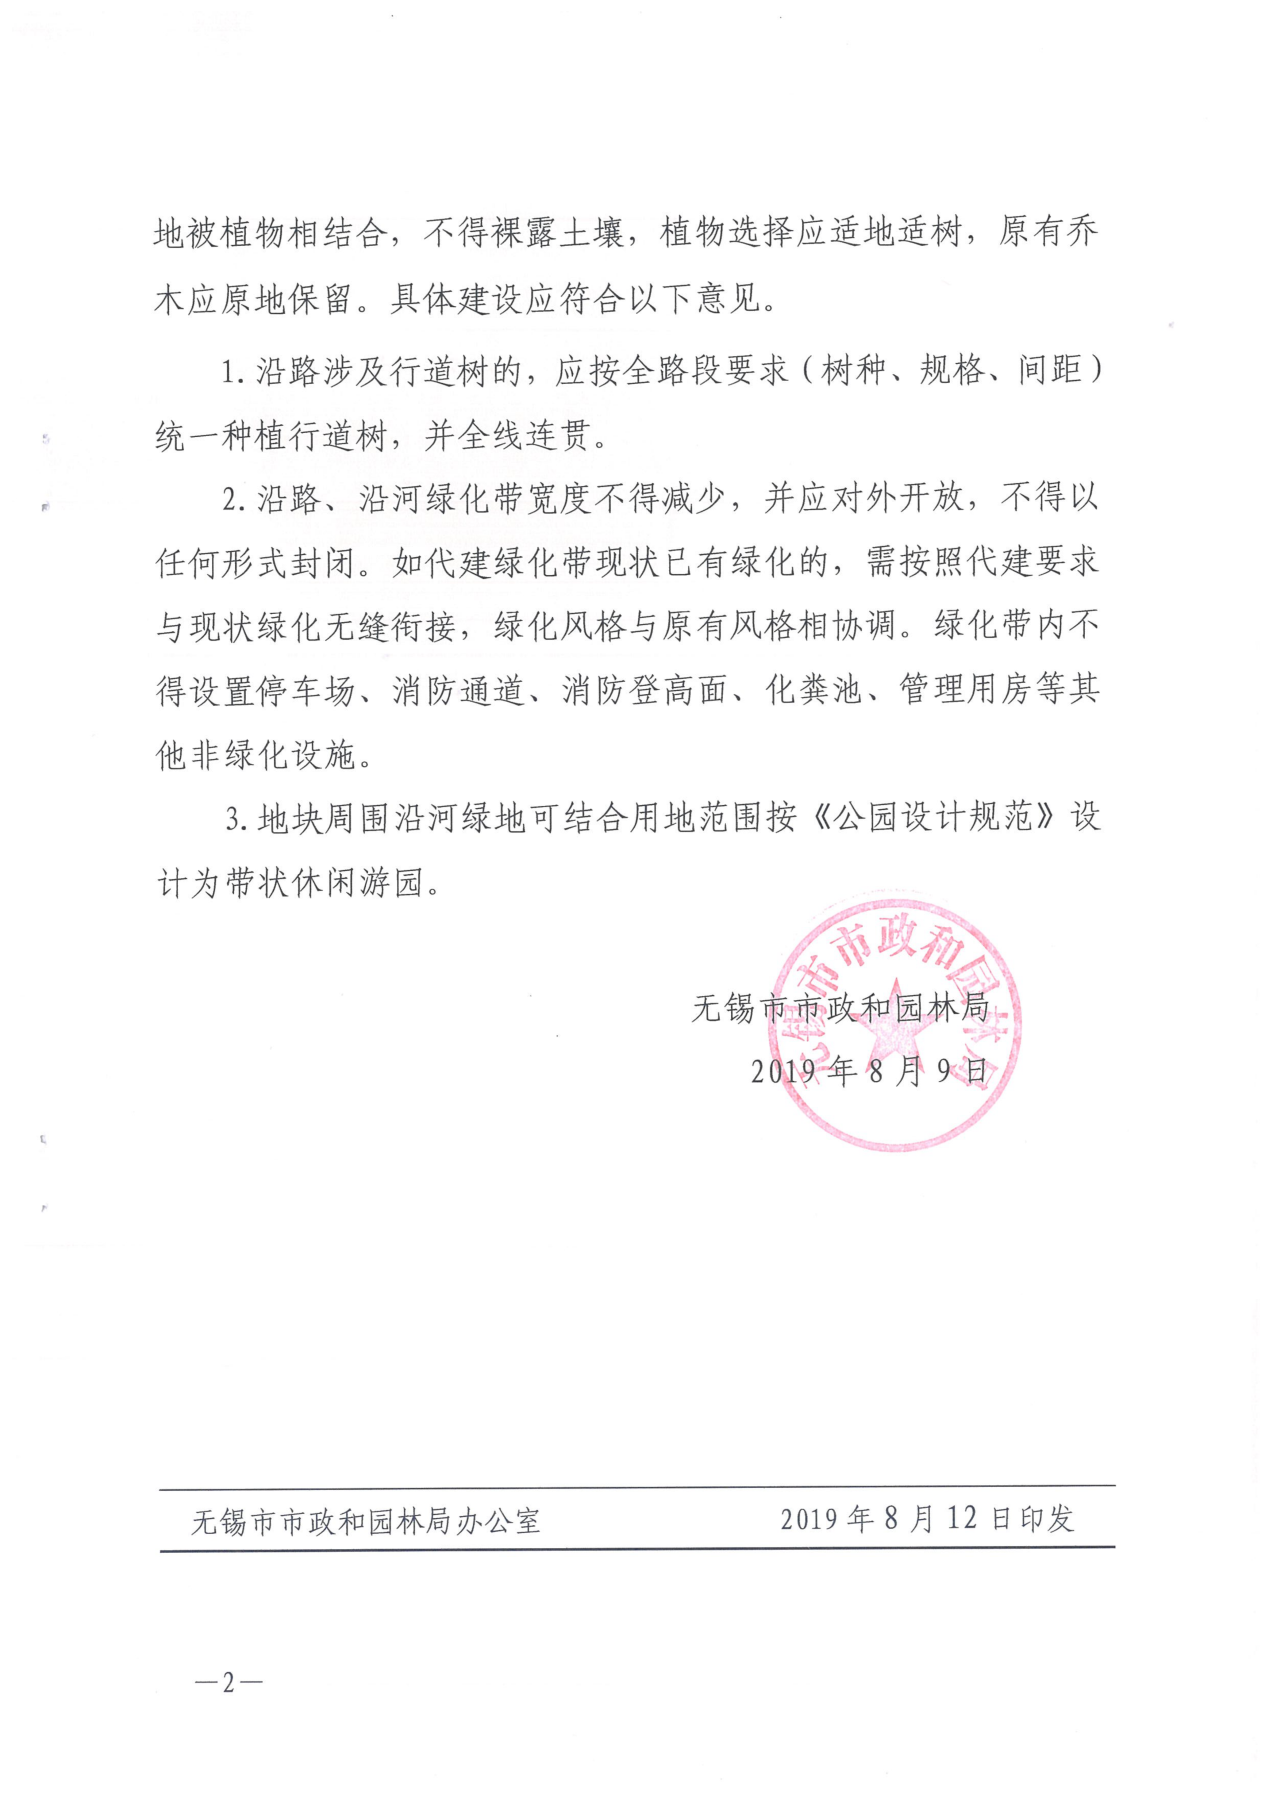 地被植物相结合，不得裸露土壤，植物选择应适地适树，原有乔
木应原地保留。具体建设应符合以下意见。
1.沿路涉及行道树的，应按全路段要求（树种、规格、间距）
统一种植行道树，并全线连贯。
2.沿路、沿河绿化带宽度不得减少，并应对外开放，不得以
任何形式封闭。如代建绿化带现状已有绿化的，需按照代建要求
与现状绿化无缝衔接，绿化风格与原有风格相协调。绿化带内不
得设置停车场、消防通道、消防登高面、化粪池、管理用房等其
他非绿化设施。
3.地块周围沿河绿地可结合用地范围按《公园设计规范》设
计为带状休闲游园。
无锡市市政和园林局
无锡市市政和园林局
2019年8月9日
无锡市市政和园林局办公室 2019年8月12日印发
—2—